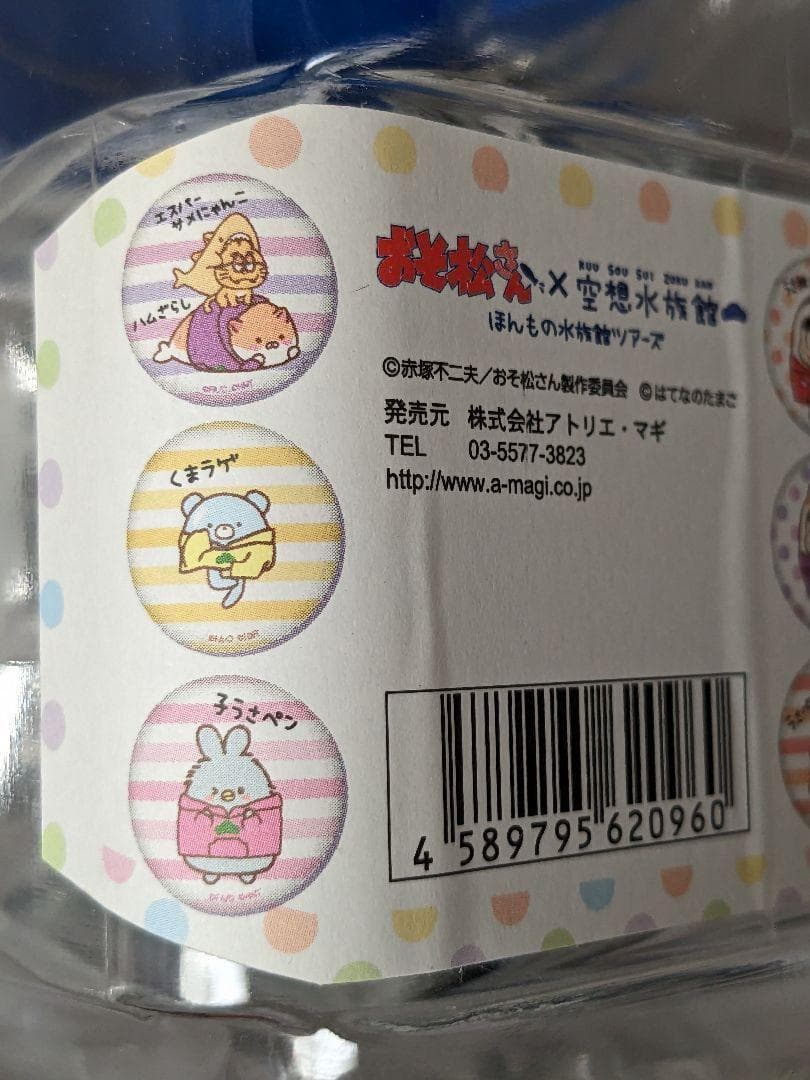 エスパー
サメにゃんこ
ハムざらし
くまラゲ
子うさペン
おそ松さん×空想水族館
KUU SOU SUI ZOKU KAN
ほんもの水族館ツアーズ
©赤塚不二夫／おそ松さん製作委員会 ©はてなのたまご
発売元 株式会社アトリエ・マギ
TEL 03-5577-3823
http://www.a-magi.co.jp
4 589795 620960